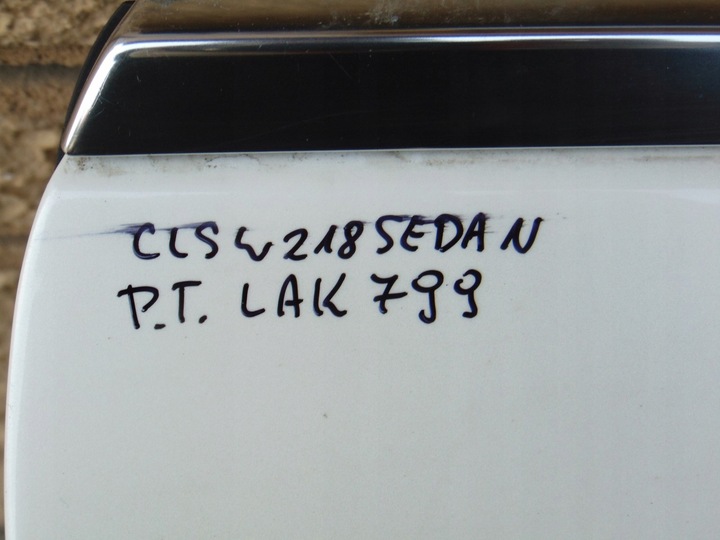 CLS W218 SEDAN
P.T. LAK 799